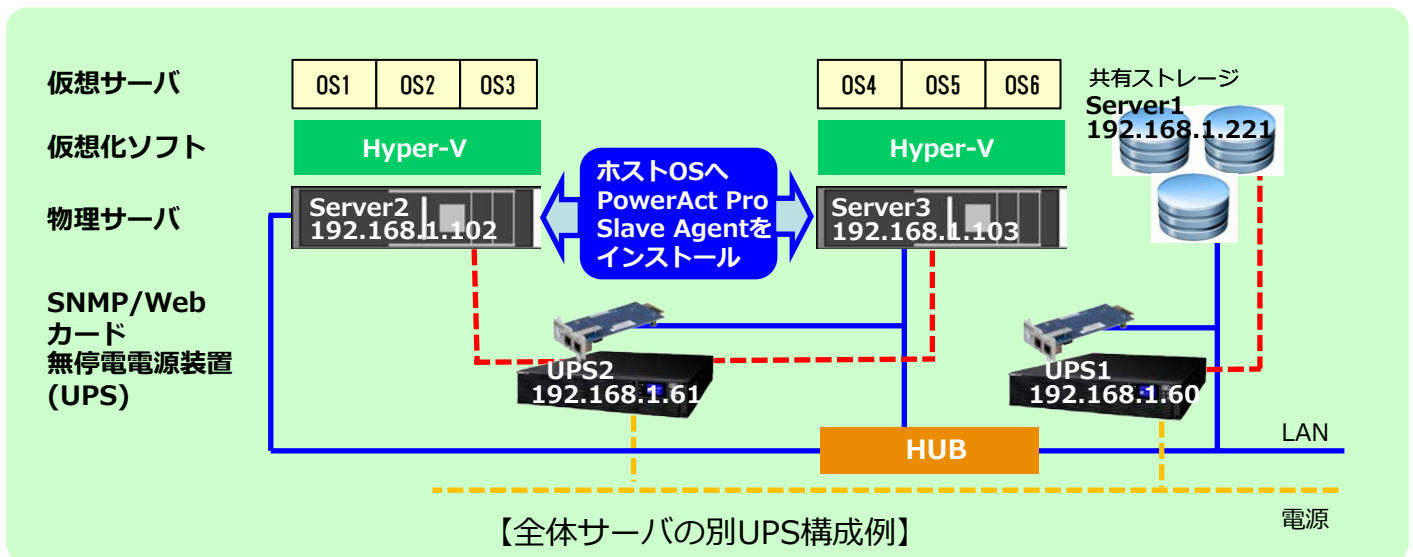 仮想サーバ
OS1 OS2 OS3
OS4 OS5 OS6
共有ストレージ
Server1
192.168.1.221
仮想化ソフト
Hyper-V
Hyper-V
ホストOSへ
PowerAct Pro
Slave Agentを
インストール
物理サーバ
Server2
192.168.1.102
Server3
192.168.1.103
SNMP/Web
カード
無停電電源装置
(UPS)
UPS2
192.168.1.61
UPS1
192.168.1.60
HUB
LAN
電源
【全体サーバの別UPS構成例】